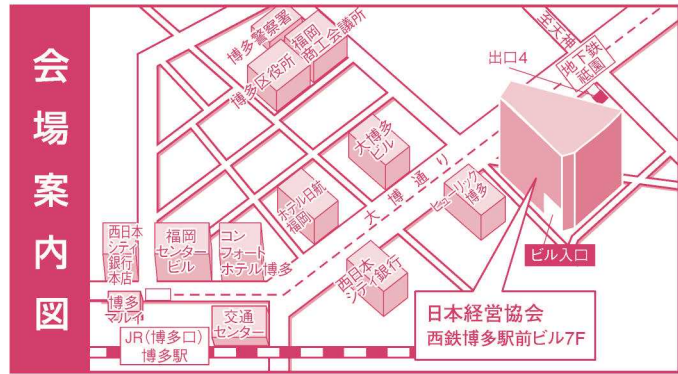 会場案内図
博多警察署
福岡
商工会議所
博多区役所
至天神
地下鉄
祇園
出口4
大博多
ビル
大博通り
ヒューリック
博多
ホテル日航
福岡
西日本
シティ
銀行
本店
福岡
センター
ビル
コン
フォート
ホテル博多
西日本
シティ銀行
ビル入口
博多
マルイ
交通
センター
JR(博多口)
博多駅
日本経営協会
西鉄博多駅前ビル7F